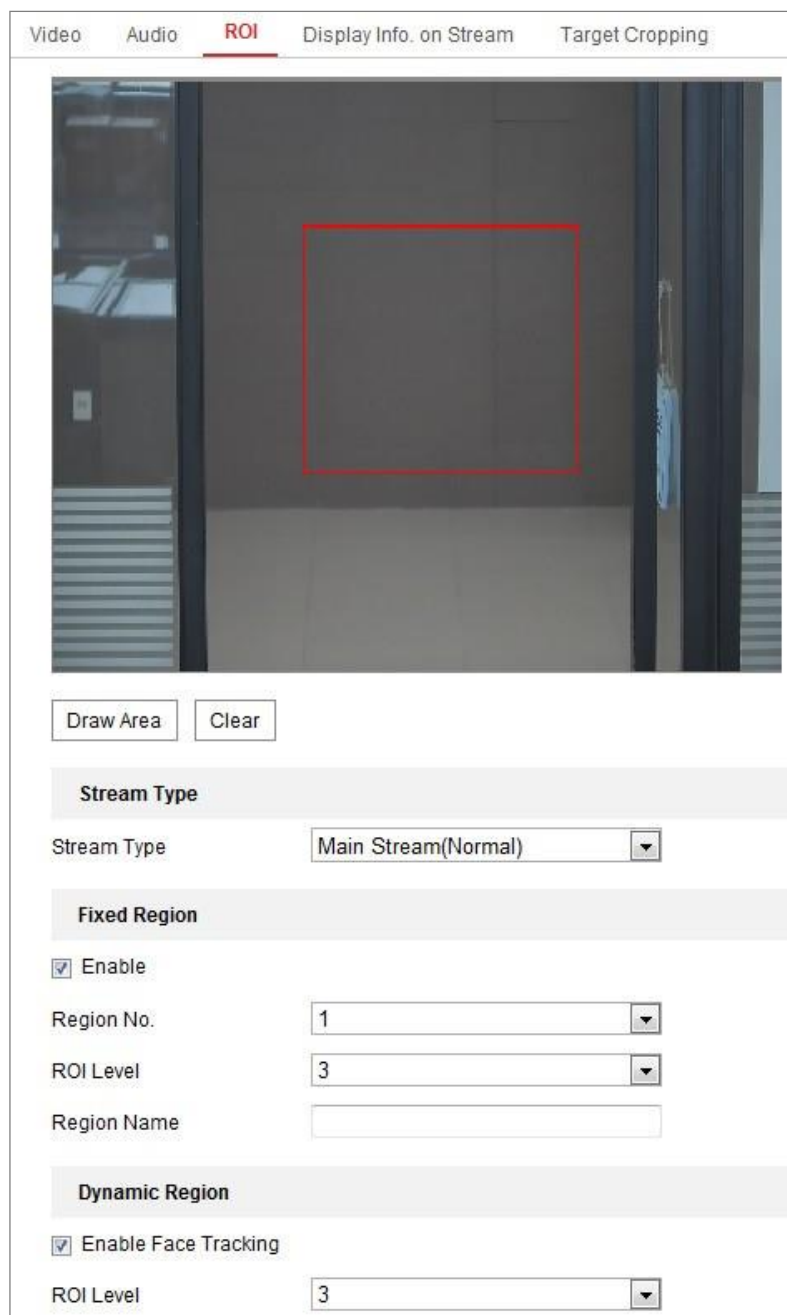 Video Audio ROI Display Info. on Stream Target Cropping
Draw Area Clear
Stream Type
Stream Type Main Stream(Normal)
Fixed Region
Enable
Region No. 1
ROI Level 3
Region Name
Dynamic Region
Enable Face Tracking
ROI Level 3